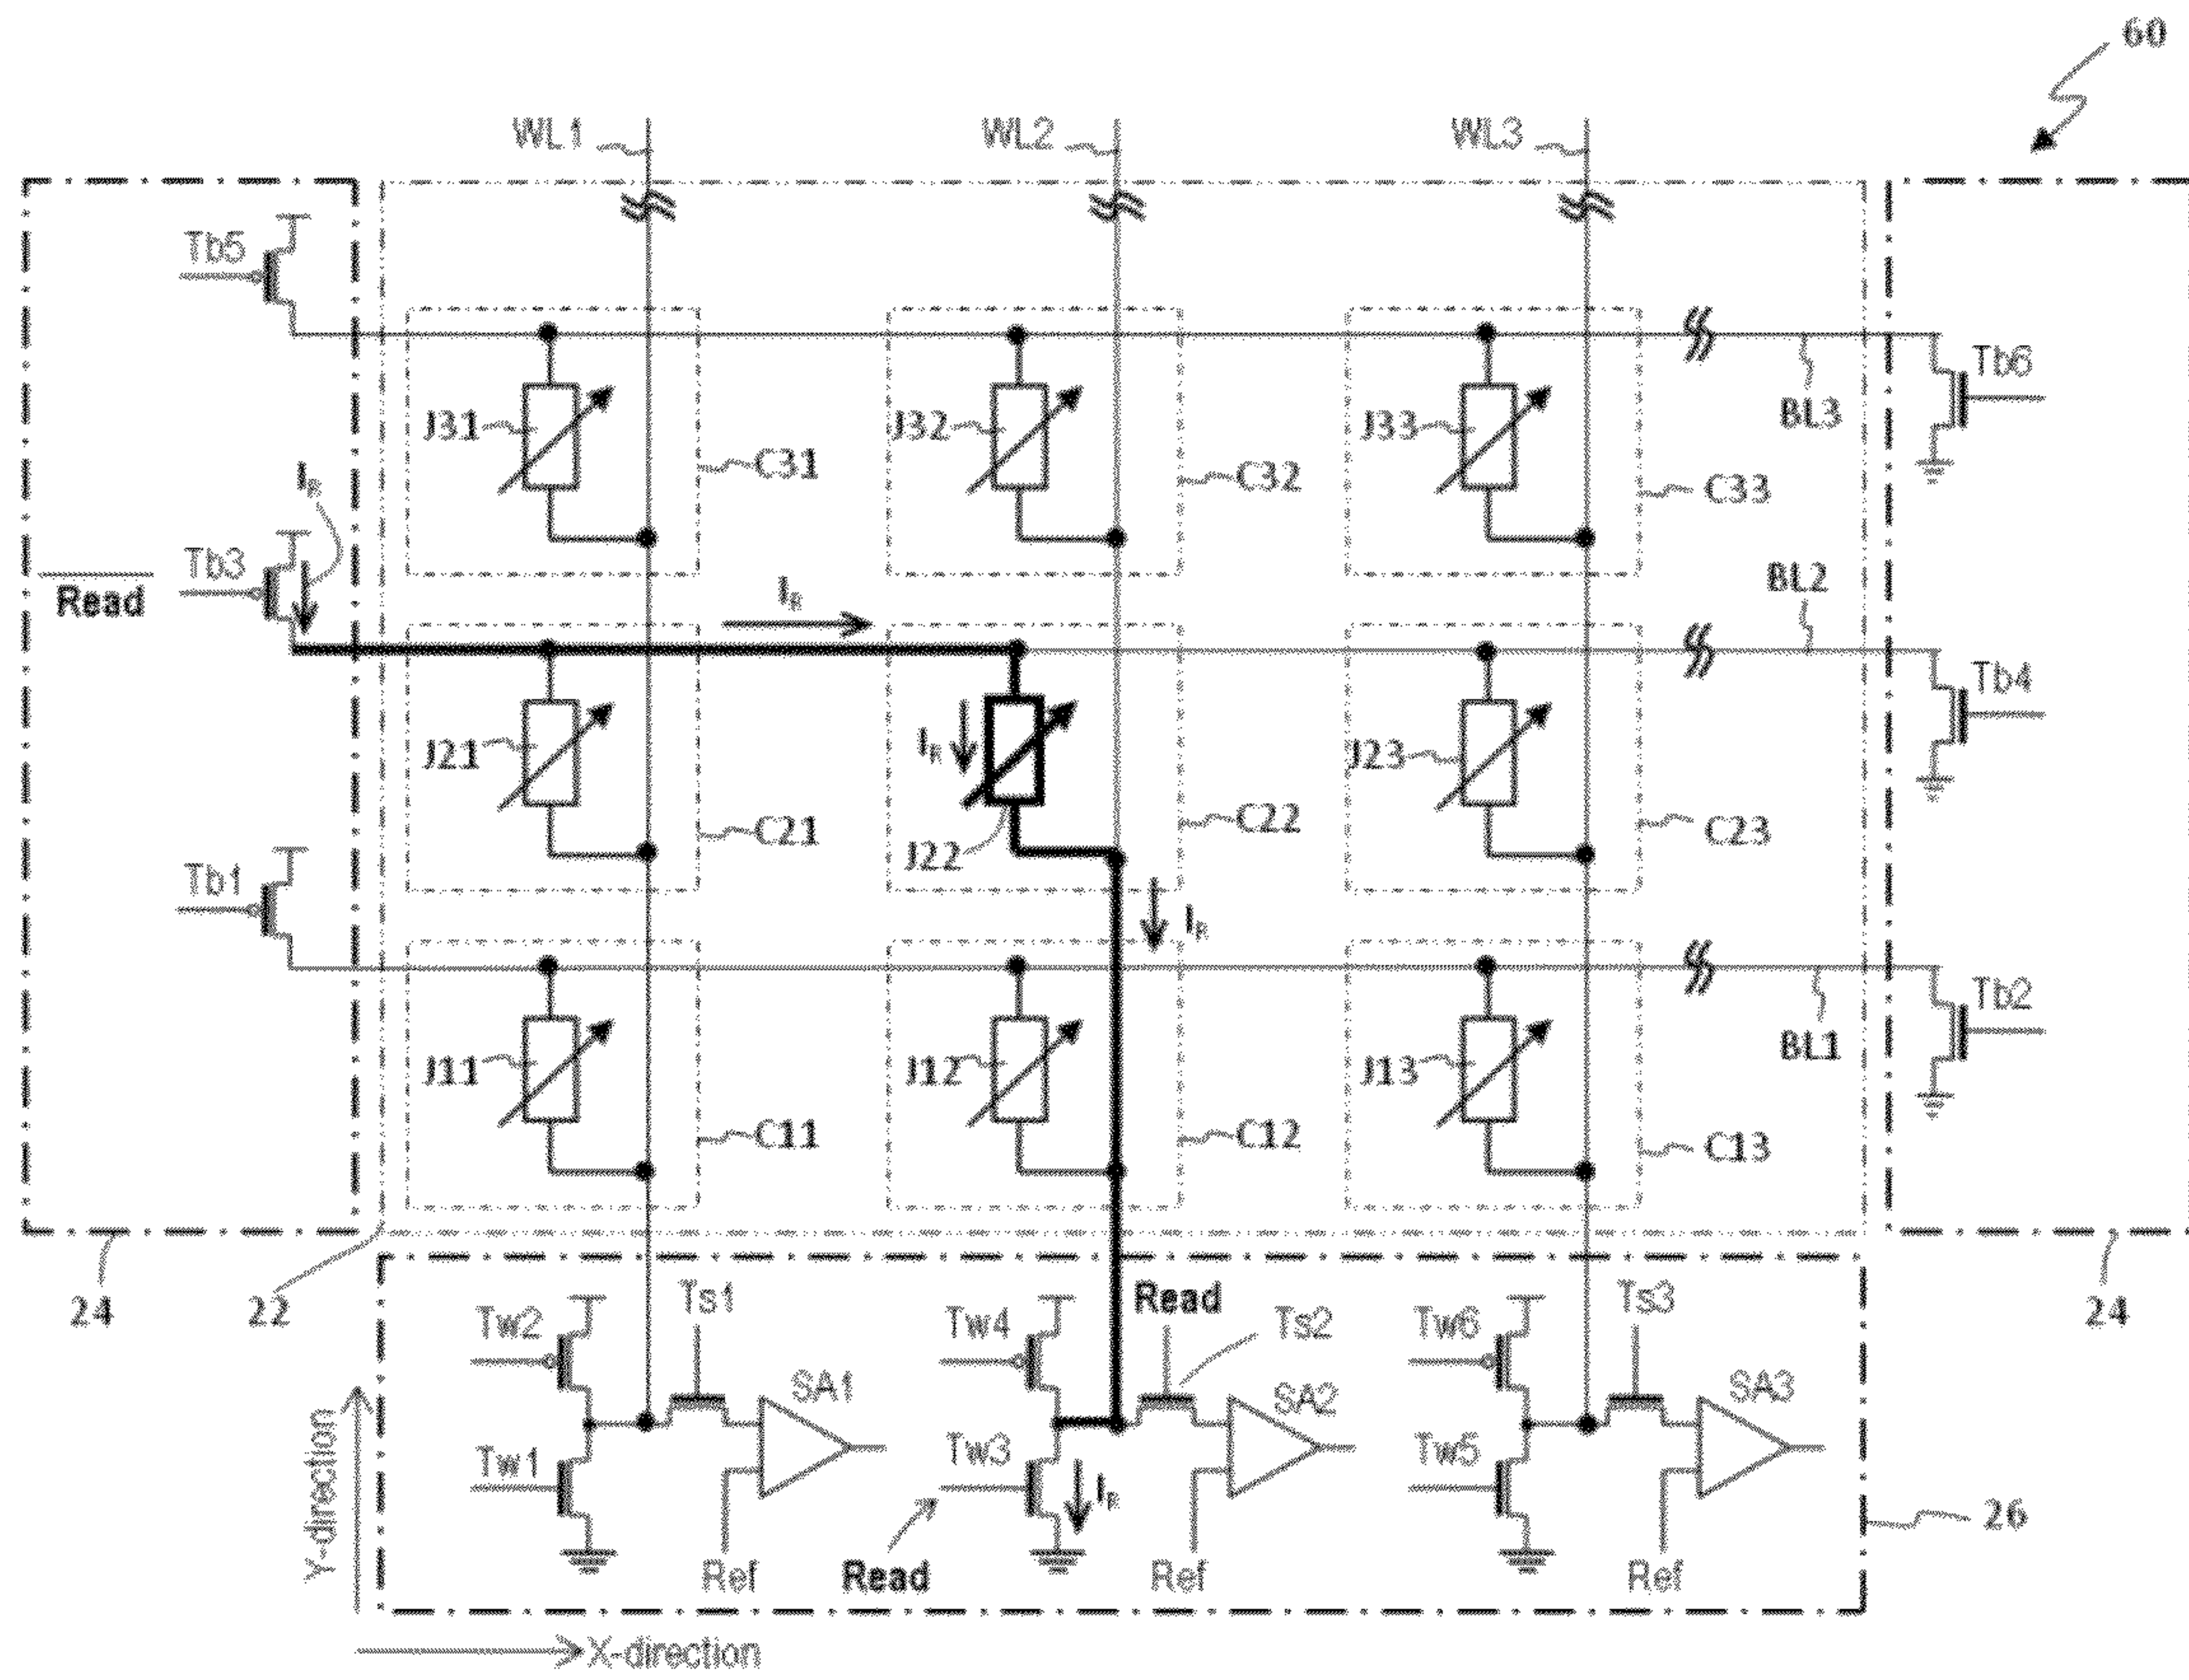 60
WL1
WL2
WL3
Tb5
Tb6
BL3
J31
J32
J33
C31
C32
C33
IR
Tb3
Read
IR
BL2
Tb4
J21
IR
J23
C21
J22
C22
C23
Tb1
IR
Tb2
BL1
J11
J12
J13
C11
C12
C13
24
22
24
Tw2
Ts1
Tw4
Read
Ts2
Tw6
Ts3
SA1
SA2
SA3
Tw1
Tw3
IR
Tw5
26
Ref
Read
Ref
Ref
Y-direction
X-direction